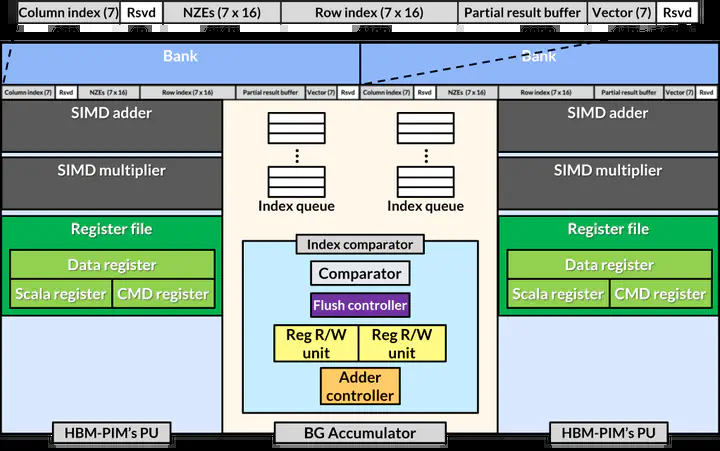 Column index (7) Rsvd NZEs (7 x 16) Row index (7 x 16) Partial result buffer Vector (7) Rsvd
Bank Bank
Column index (7) Rsvd NZEs (7 x 16) Row index (7 x 16) Partial result buffer Vector (7) Rsvd Column index (7) Rsvd NZEs (7 x 16) Row index (7 x 16) Partial result buffer Vector (7) Rsvd
SIMD adder
SIMD multiplier
Register file
Data register
Scala register CMD register
HBM-PIM's PU
Index queue Index queue
Index comparator
Comparator
Flush controller
Reg R/W
unit
Reg R/W
unit
Adder
controller
BG Accumulator
SIMD adder
SIMD multiplier
Register file
Data register
Scala register CMD register
HBM-PIM's PU